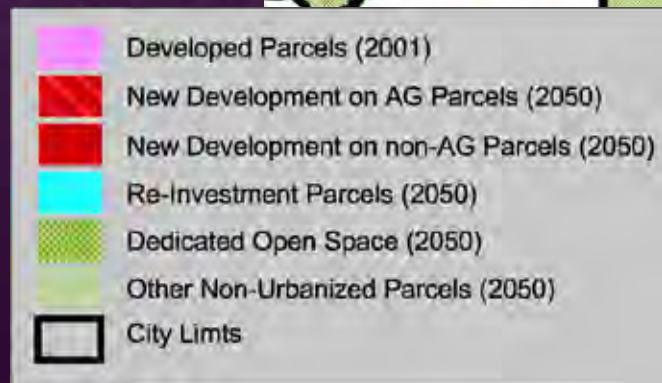 Developed Parcels (2001)
New Development on AG Parcels (2050)
New Development on non-AG Parcels (2050)
Re-Investment Parcels (2050)
Dedicated Open Space (2050)
Other Non-Urbanized Parcels (2050)
City Limts